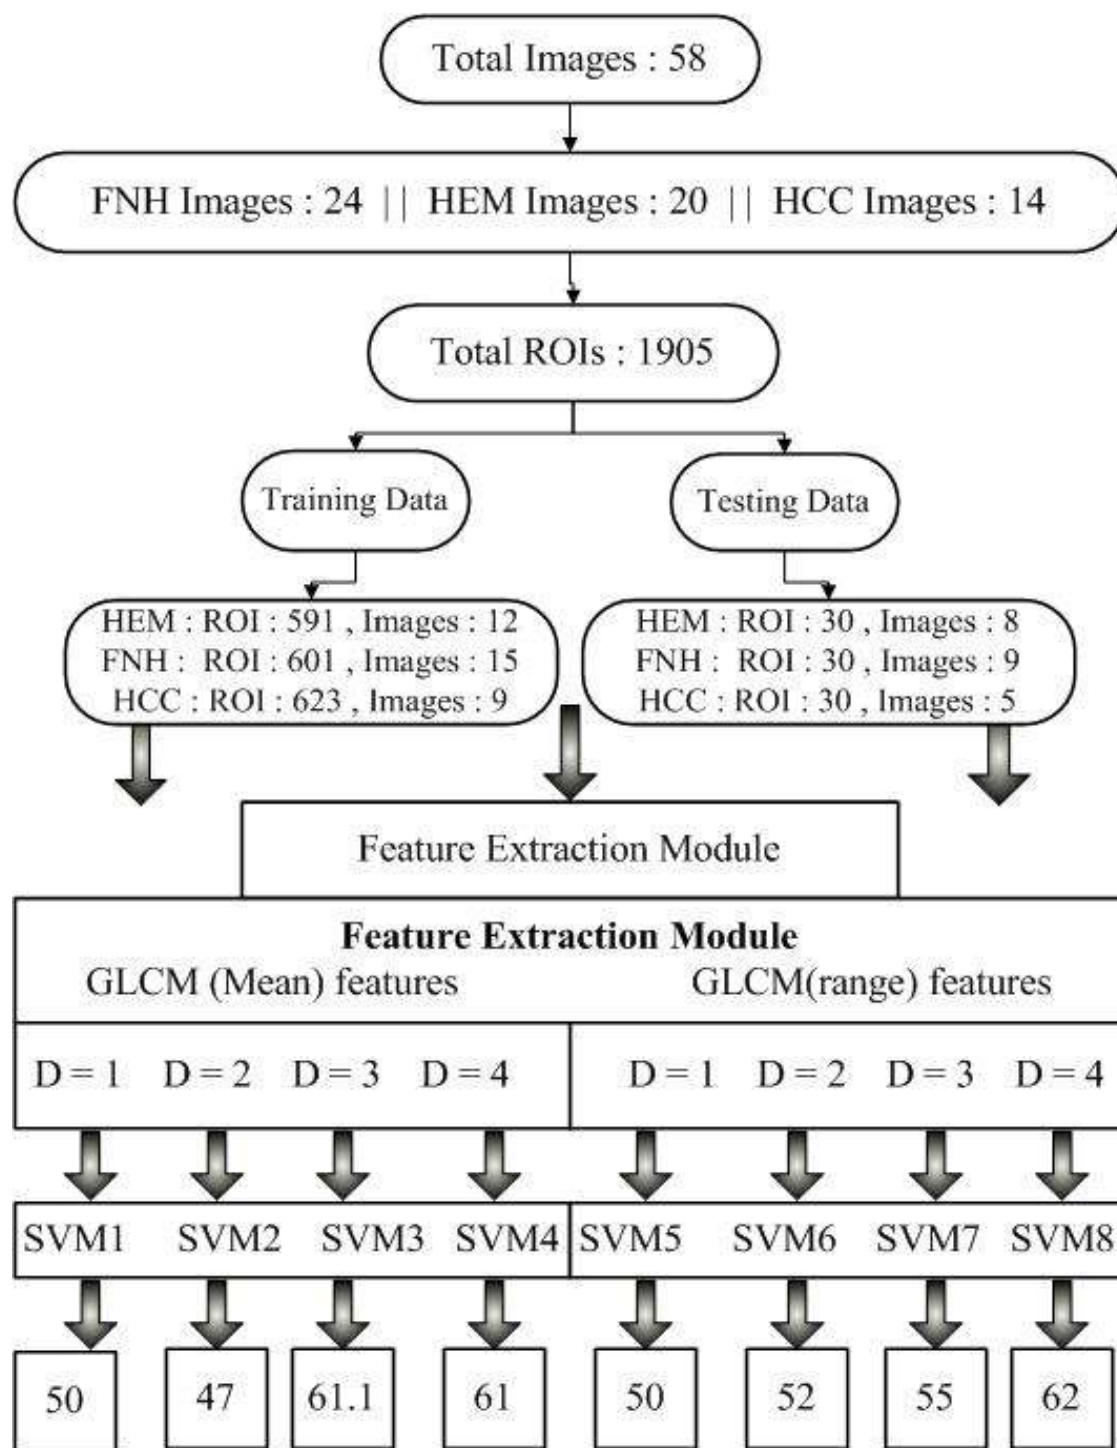 Total Images : 58
FNH Images : 24 || HEM Images : 20 || HCC Images : 14
Total ROIs : 1905
Training Data
Testing Data
HEM : ROI : 591 , Images : 12
FNH : ROI : 601 , Images : 15
HCC : ROI : 623 , Images : 9
HEM : ROI : 30 , Images : 8
FNH : ROI : 30 , Images : 9
HCC : ROI : 30 , Images : 5
Feature Extraction Module
Feature Extraction Module
GLCM (Mean) features GLCM(range) features
D = 1 D = 2 D = 3 D = 4 D = 1 D = 2 D = 3 D = 4
SVM1 SVM2 SVM3 SVM4 SVM5 SVM6 SVM7 SVM8
50 47 61.1 61 50 52 55 62